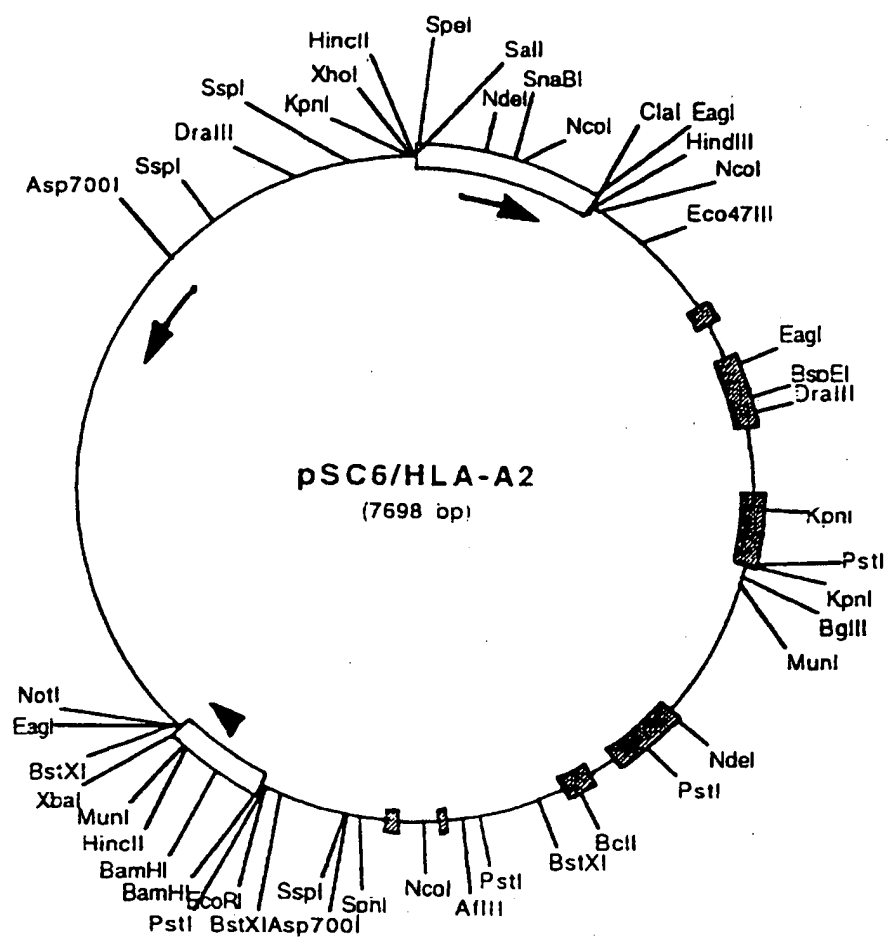 HincII
SpeI
SalI
XhoI
SspI
KpnI
NdeI
SnaBI
NcoI
ClaI
EagI
HindIII
NcoI
DraIII
SspI
Asp700I
Eco47III
EagI
BspEI
DraIII
pSC6/HLA-A2
(7698 bp)
KpnI
PstI
KpnI
BglII
MunI
NotI
EagI
BstXI
XbaI
MunI
HincII
BamHI
BamHI
EcoRI
PstI
BstXI
Asp700I
SspI
SphI
NcoI
AflII
PstI
BstXI
BclI
PstI
NdeI